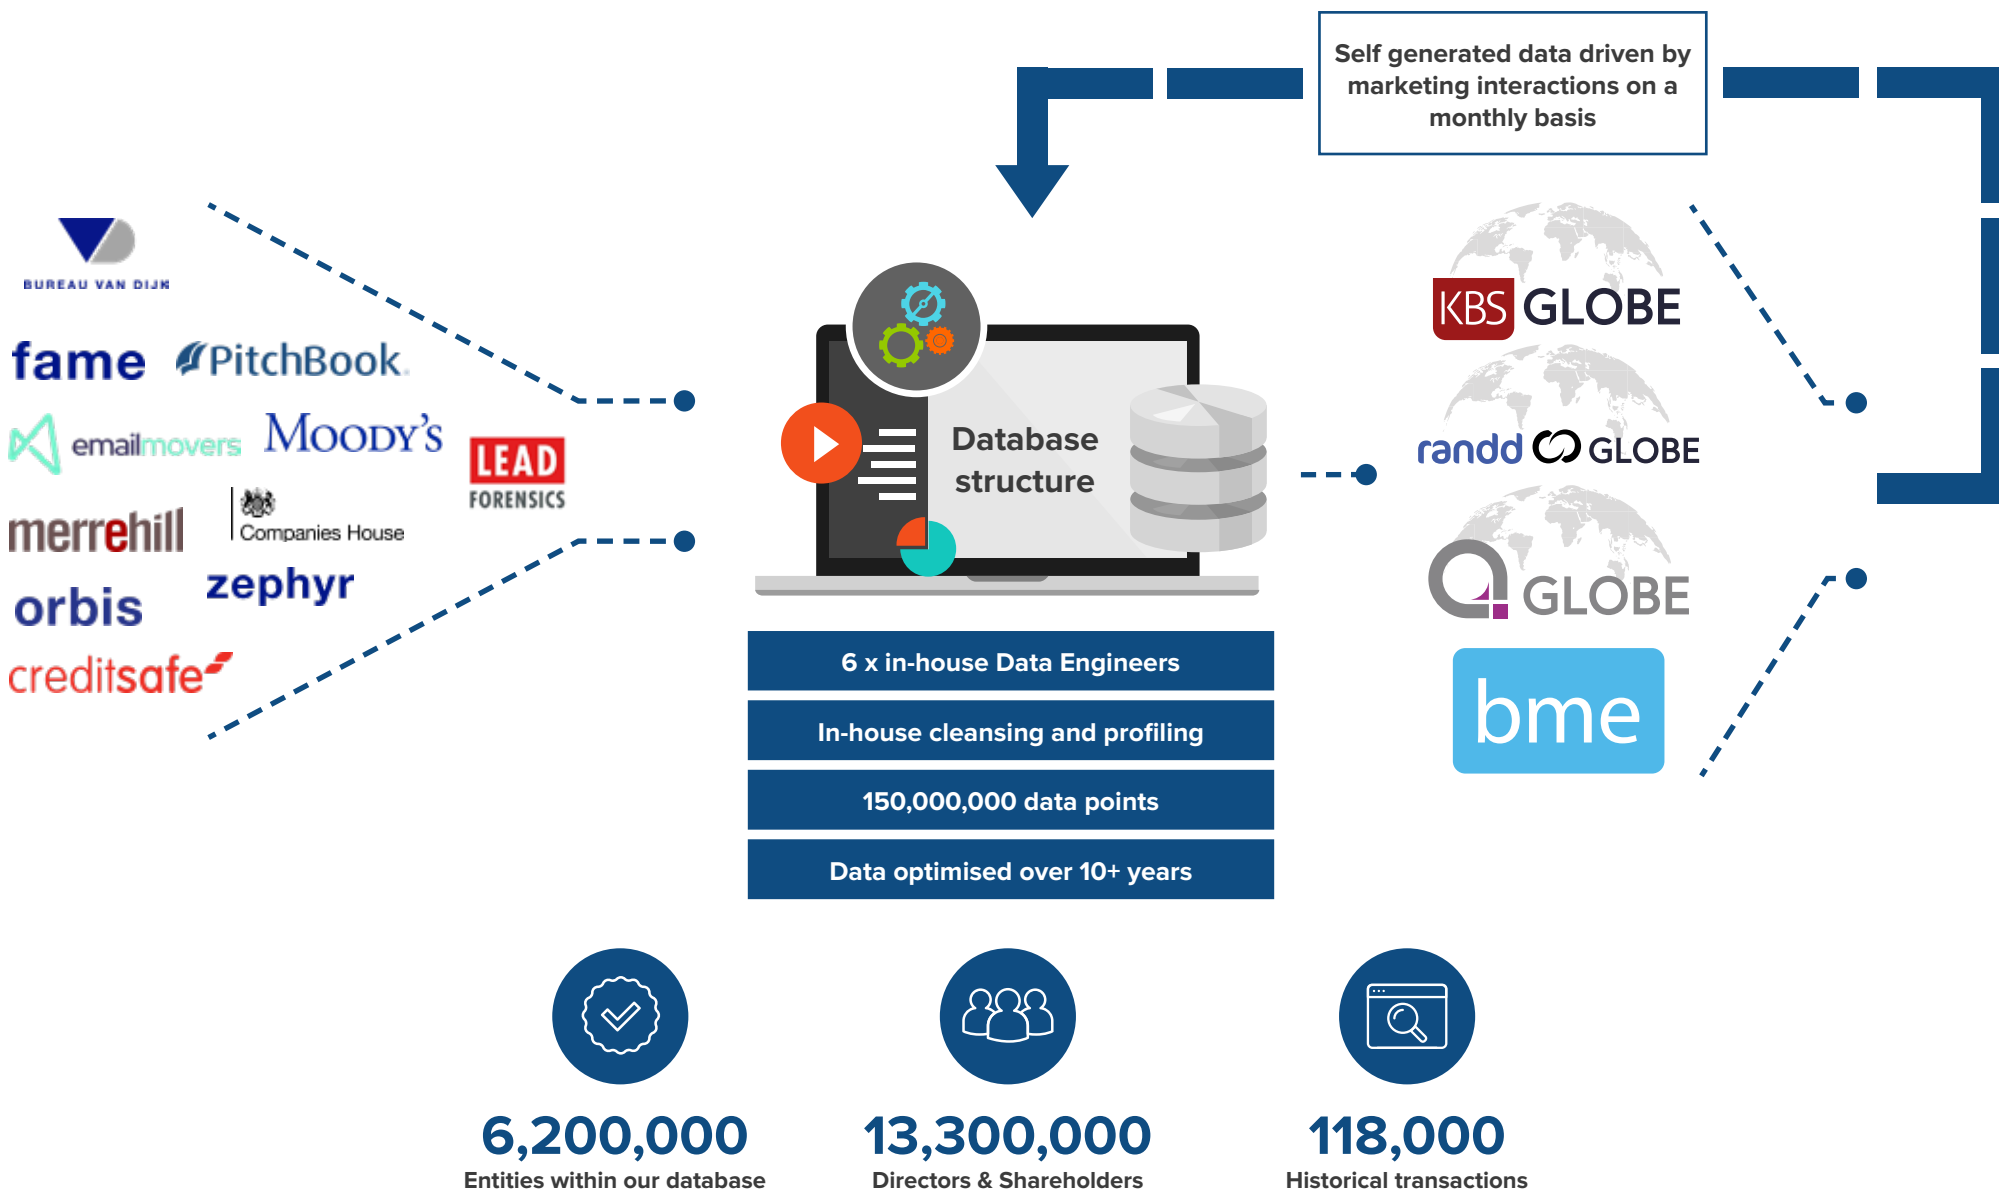 Self generated data driven by
marketing interactions on a
monthly basis
BUREAU VAN DIJK
fame
PitchBook
emailmovers
MOODY'S
LEAD
FORENSICS
merrehill
Companies House
zephyr
orbis
creditsafe
Database
structure
6 x in-house Data Engineers
In-house cleansing and profiling
150,000,000 data points
Data optimised over 10+ years
KBS GLOBE
randd GLOBE
GLOBE
bme
6,200,000
Entities within our database
13,300,000
Directors & Shareholders
118,000
Historical transactions